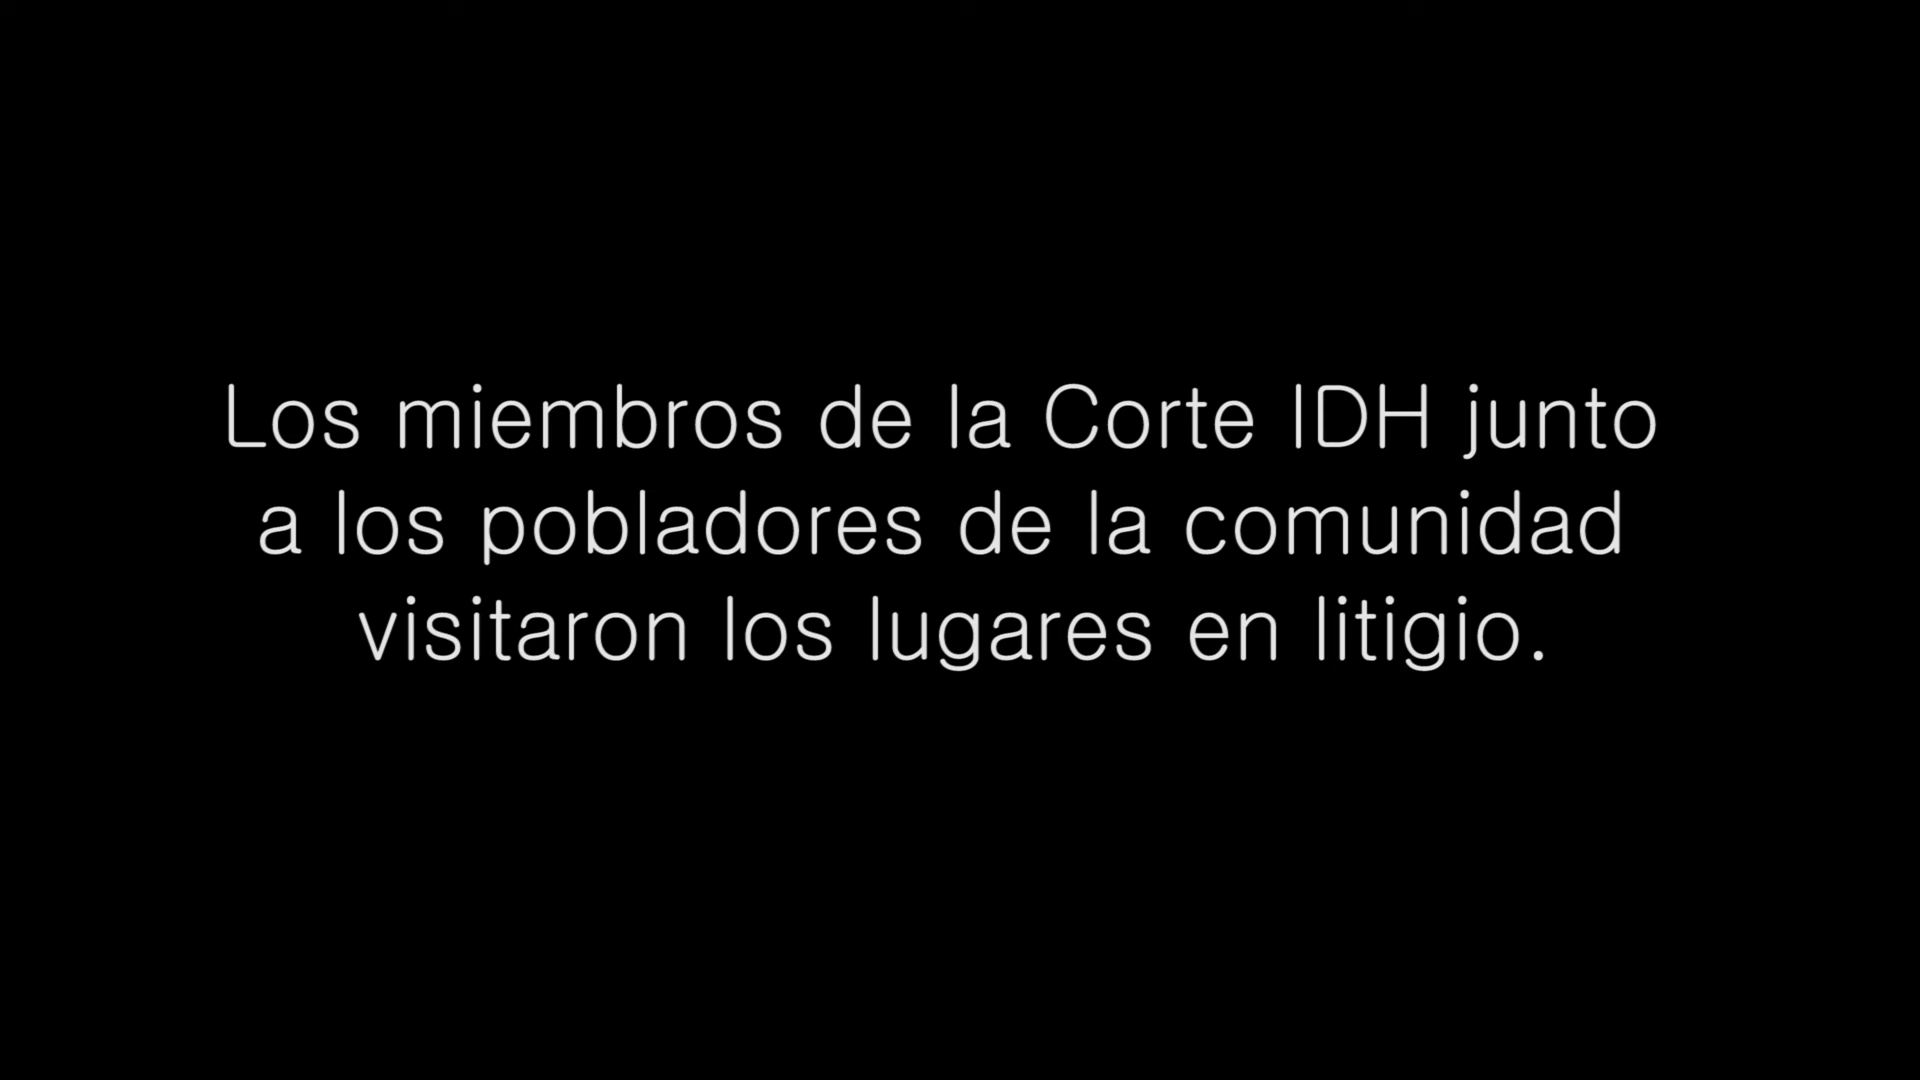 Los miembros de la Corte IDH junto
a los pobladores de la comunidad
visitaron los lugares en litigio.